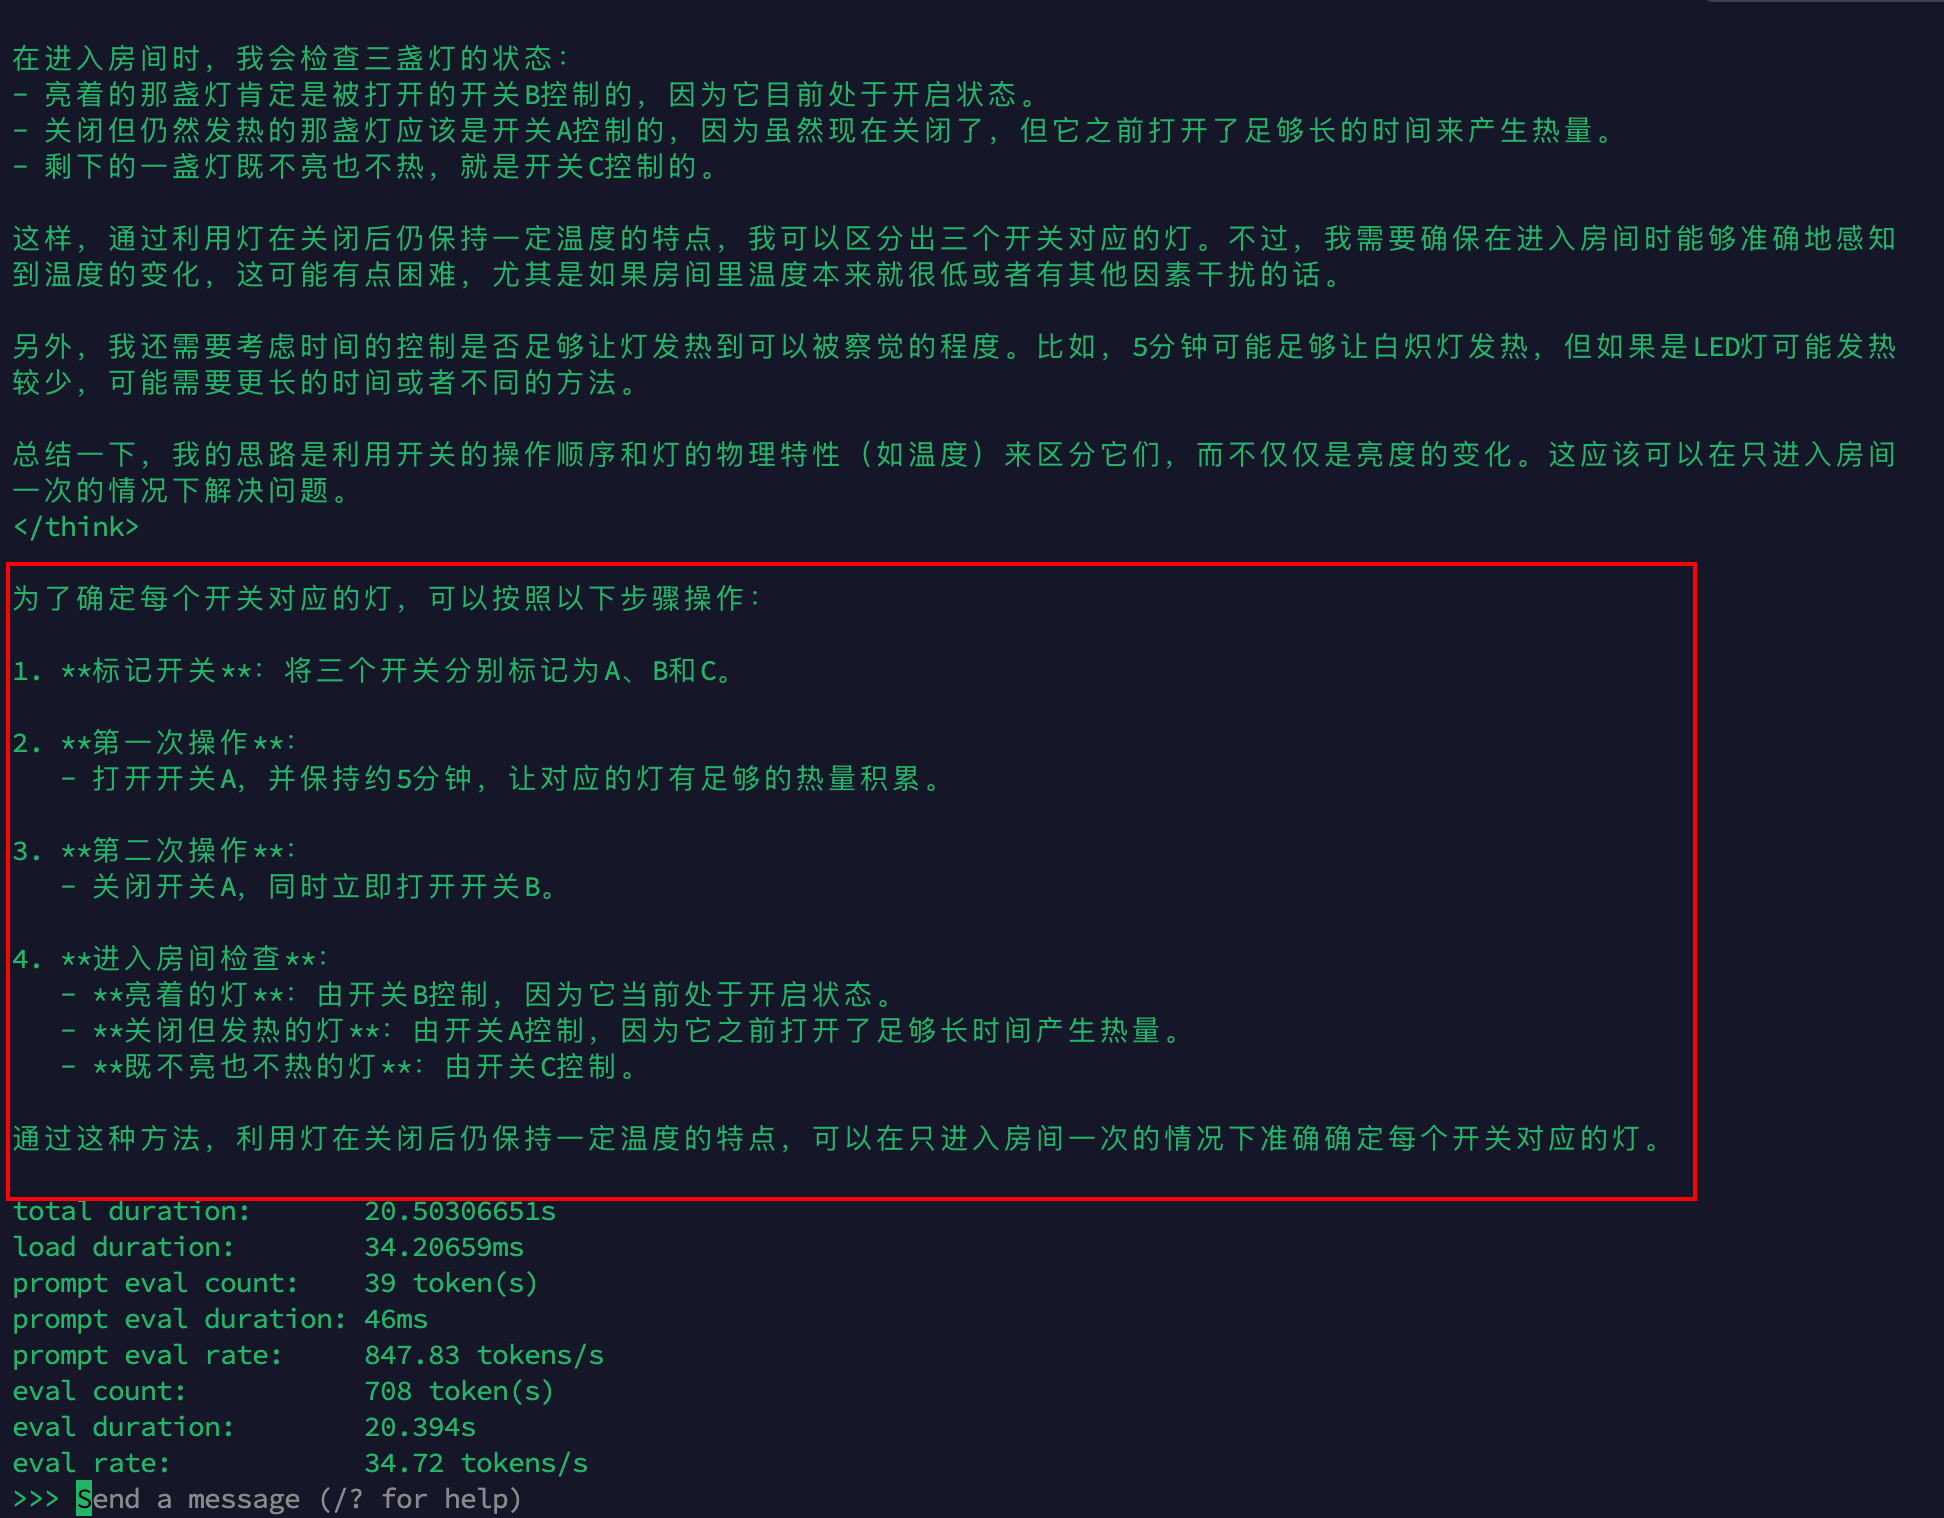 在进入房间时，我会检查三盏灯的状态：
- 亮着的那盏灯肯定是被打开的开关B控制的，因为它目前处于开启状态。
- 关闭但仍然发热的那盏灯应该是开关A控制的，因为虽然现在关闭了，但它之前打开了足够长的时间来产生热量。
- 剩下的一盏灯既不亮也不热，就是开关C控制的。
这样，通过利用灯在关闭后仍保持一定温度的特点，我可以区分出三个开关对应的灯。不过，我需要确保在进入房间时能够准确地感知
到温度的变化，这可能有点困难，尤其是如果房间里温度本来就很低或者有其他因素干扰的话。
另外，我还需要考虑时间的控制是否足够让灯发热到可以被察觉的程度。比如，5分钟可能足够让白炽灯发热，但如果是LED灯可能发热
较少，可能需要更长的时间或者不同的方法。
总结一下，我的思路是利用开关的操作顺序和灯的物理特性（如温度）来区分它们，而不仅仅是亮度的变化。这应该可以在只进入房间
一次的情况下解决问题。
</think>
为了确定每个开关对应的灯，可以按照以下步骤操作：
1. **标记开关**：将三个开关分别标记为A、B和C。
2. **第一次操作**：
- 打开开关A，并保持约5分钟，让对应的灯有足够的热量积累。
3. **第二次操作**：
- 关闭开关A，同时立即打开开关B。
4. **进入房间检查**：
- **亮着的灯**：由开关B控制，因为它当前处于开启状态。
- **关闭但发热的灯**：由开关A控制，因为它之前打开了足够长时间产生热量。
- **既不亮也不热的灯**：由开关C控制。
通过这种方法，利用灯在关闭后仍保持一定温度的特点，可以在只进入房间一次的情况下准确确定每个开关对应的灯。
total duration: 20.50306651s
load duration: 34.20659ms
prompt eval count: 39 token(s)
prompt eval duration: 46ms
prompt eval rate: 847.83 tokens/s
eval count: 708 token(s)
eval duration: 20.394s
eval rate: 34.72 tokens/s
>>> Send a message (/? for help)